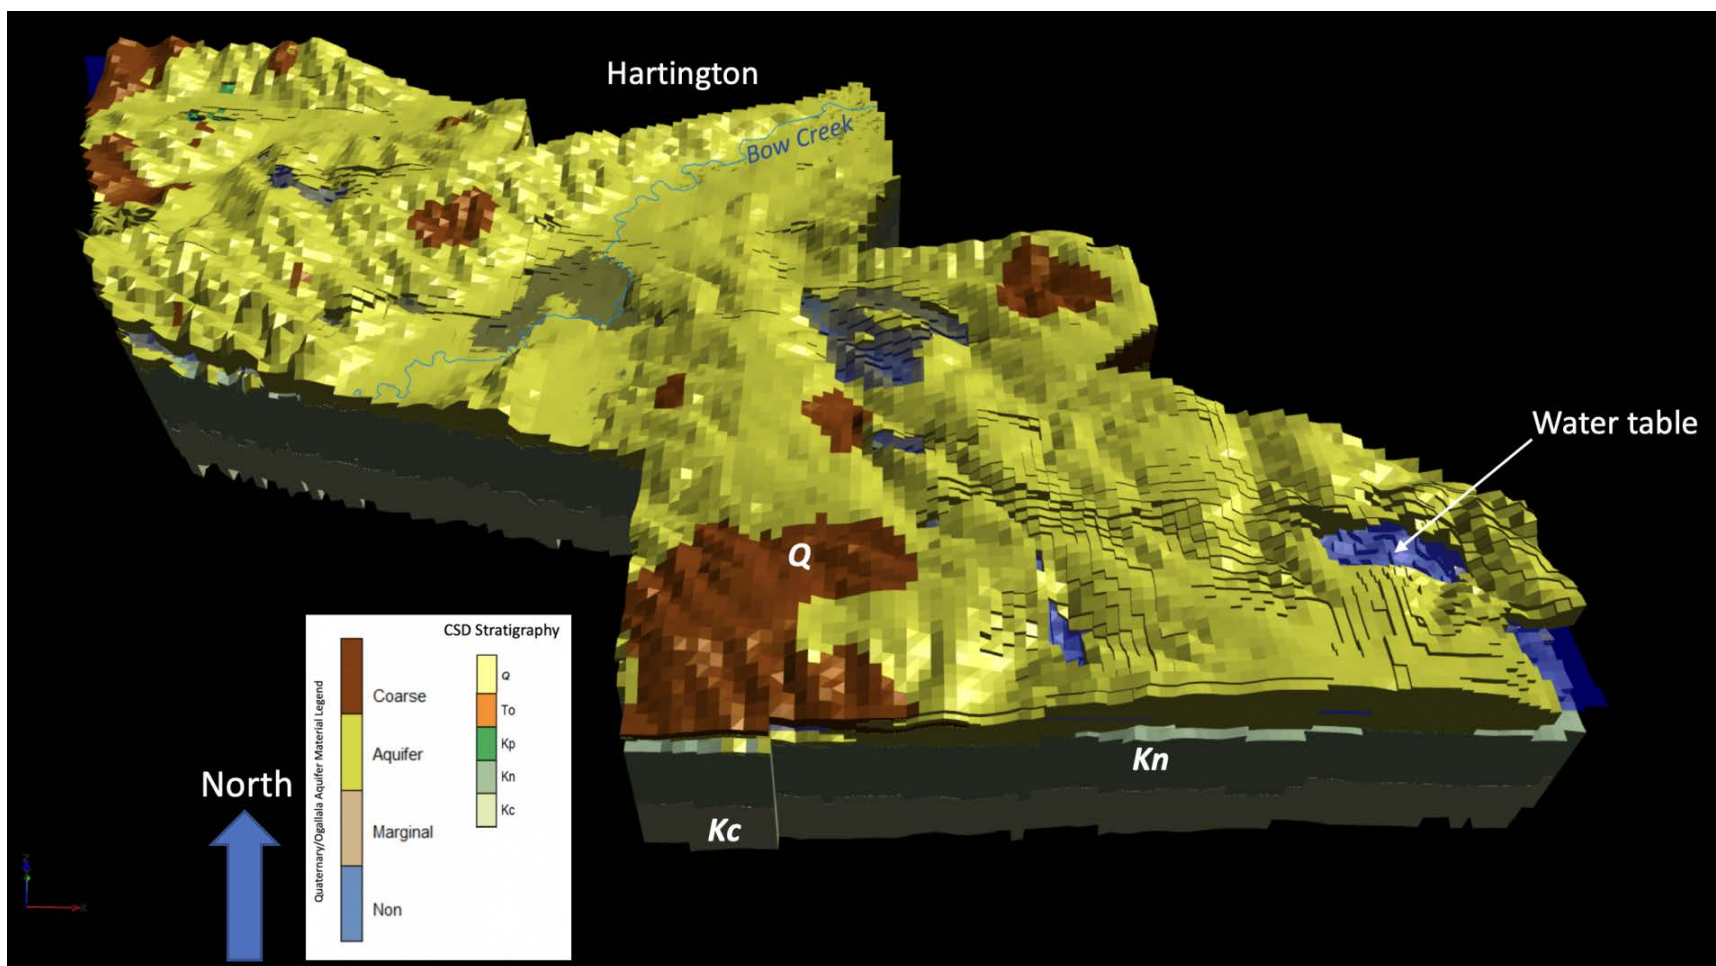 Hartington
Bow Creek
Water table
Q
Kn
Kc
North
CSD Stratigraphy
Quaternary/Ogallala Aquifer Material Legend
Coarse
Aquifer
Marginal
Non
Q
To
Kp
Kn
Kc
Z
X